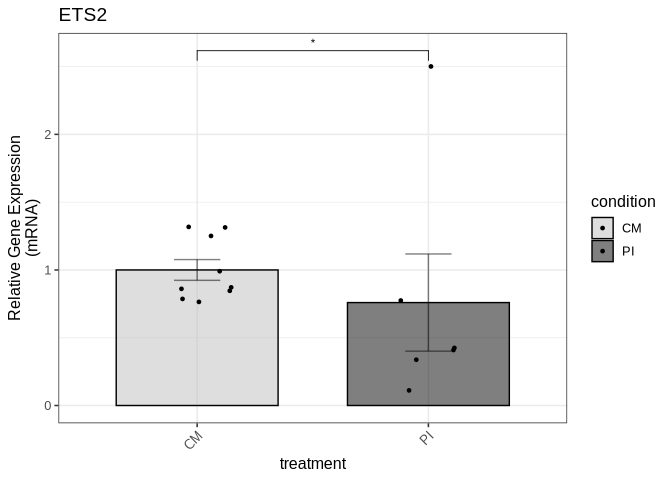 ETS2
*
Relative Gene Expression
(mRNA)
2
1
0
CM
PI
treatment
condition
CM
PI